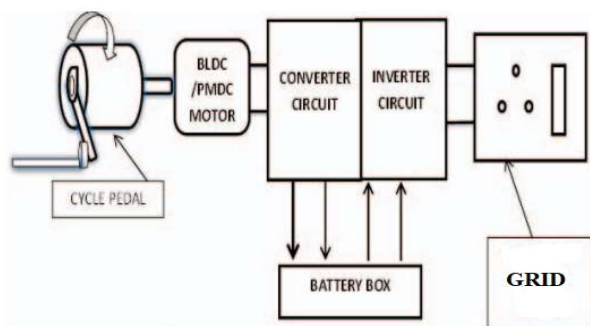 BLDC
/PMDC
MOTOR
CONVERTER
CIRCUIT
INVERTER
CIRCUIT
CYCLE PEDAL
BATTERY BOX
GRID